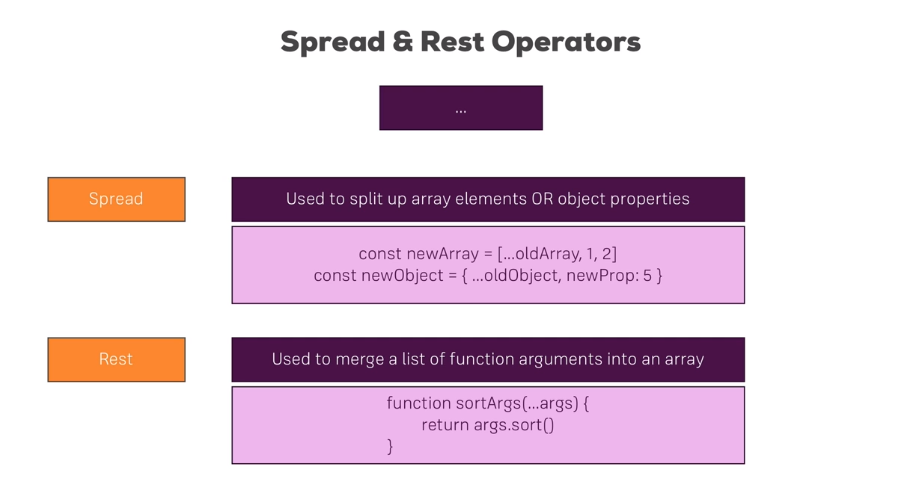 Spread & Rest Operators
...
Spread
Used to split up array elements OR object properties
const newArray = [...oldArray, 1, 2]
const newObject = { ...oldObject, newProp: 5 }
Rest
Used to merge a list of function arguments into an array
function sortArgs(...args) {
return args.sort()
}